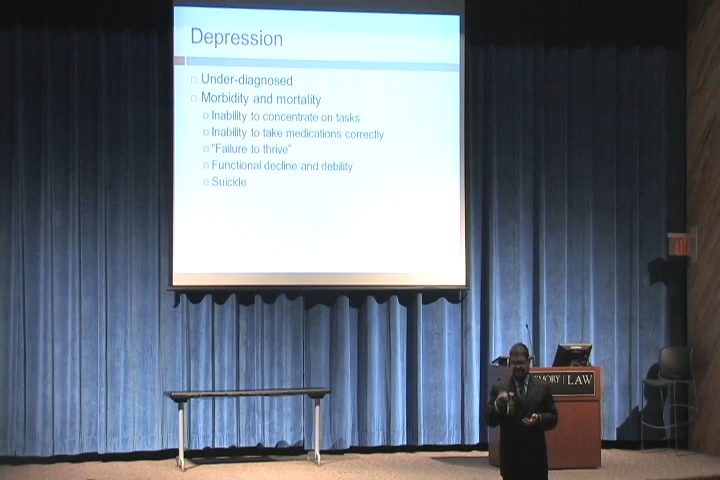 Depression
Under-diagnosed
Morbidity and mortality
Inability to concentrate on tasks
Inability to take medications correctly
"Failure to thrive"
Functional decline and debility
Suicide
EXIT
EMORY | LAW